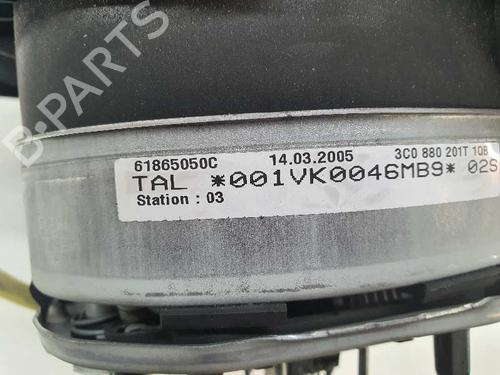 B-PARTS
61865050C 14.03.2005 3C0 880 201T 1QB
TAL *001VK0046MB9* 02S
Station : 03